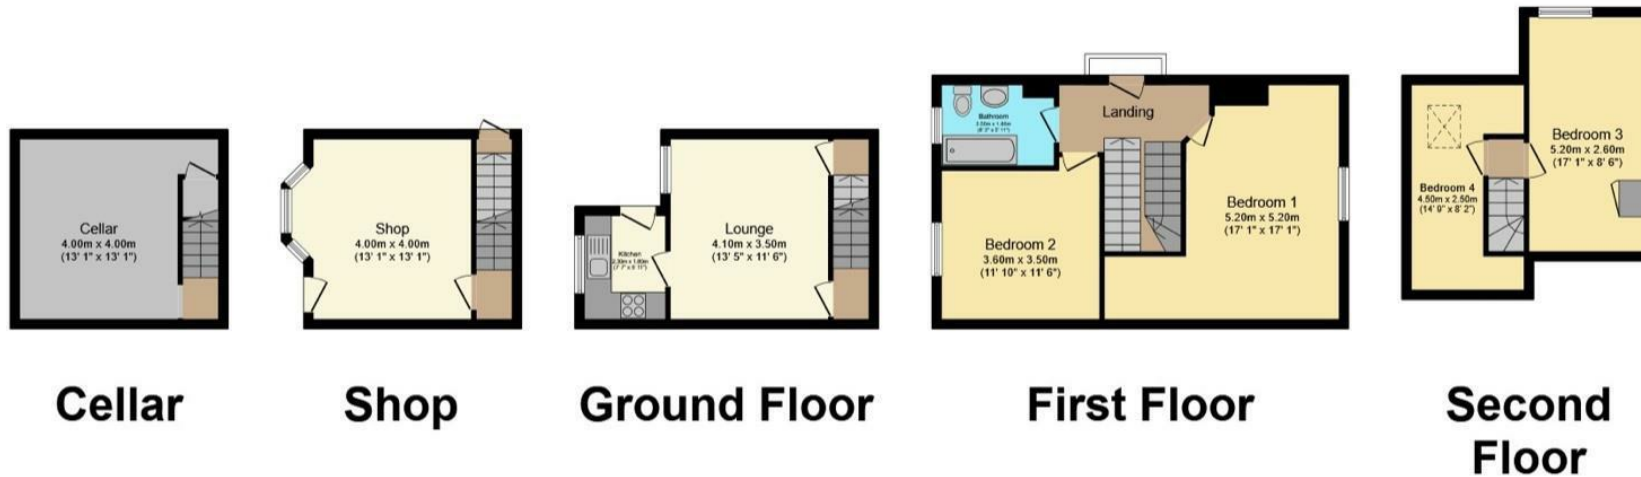 Cellar
4.00m x 4.00m
(13' 1" x 13' 1")
Shop
4.00m x 4.00m
(13' 1" x 13' 1")
Kitchen
Lounge
4.10m x 3.50m
(13' 5" x 11' 6")
Bathroom
Landing
Bedroom 1
5.20m x 5.20m
(17' 1" x 17' 1")
Bedroom 2
3.60m x 3.50m
(11' 10" x 11' 6")
Bedroom 3
5.20m x 2.60m
(17' 1" x 8' 6")
Bedroom 4
4.50m x 2.50m
(14' 9" x 8' 2")
Cellar
Shop
Ground Floor
First Floor
Second
Floor